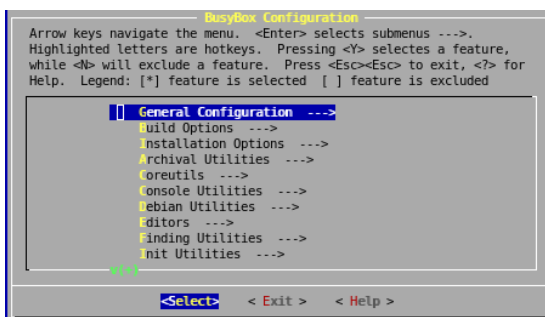 BusyBox Configuration
Arrow keys navigate the menu. <Enter> selects submenus --->.
Highlighted letters are hotkeys. Pressing <Y> selectes a feature,
while <N> will exclude a feature. Press <Esc><Esc> to exit, <?> for
Help. Legend: [*] feature is selected [ ] feature is excluded
General Configuration --->
Build Options --->
Installation Options --->
Archival Utilities --->
Coreutils --->
Console Utilities --->
Debian Utilities --->
Editors --->
Finding Utilities --->
Init Utilities --->
v(+)
<Select> < Exit > < Help >